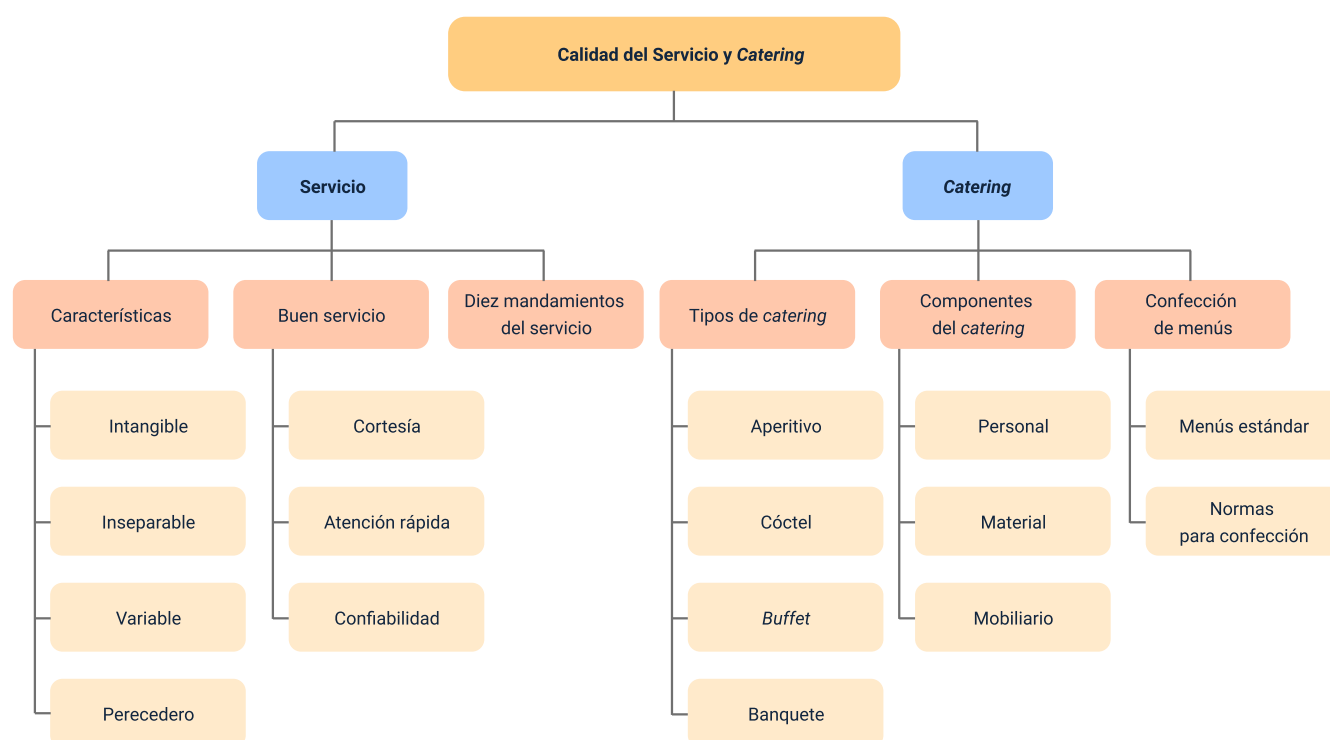 Calidad del Servicio y Catering
Servicio
Catering
Características
Buen servicio
Diez mandamientos
del servicio
Tipos de catering
Componentes
del catering
Confección
de menús
Intangible
Cortesía
Aperitivo
Personal
Menús estándar
Inseparable
Atención rápida
Cóctel
Material
Normas
para confección
Variable
Confiabilidad
Buffet
Mobiliario
Perecedero
Banquete